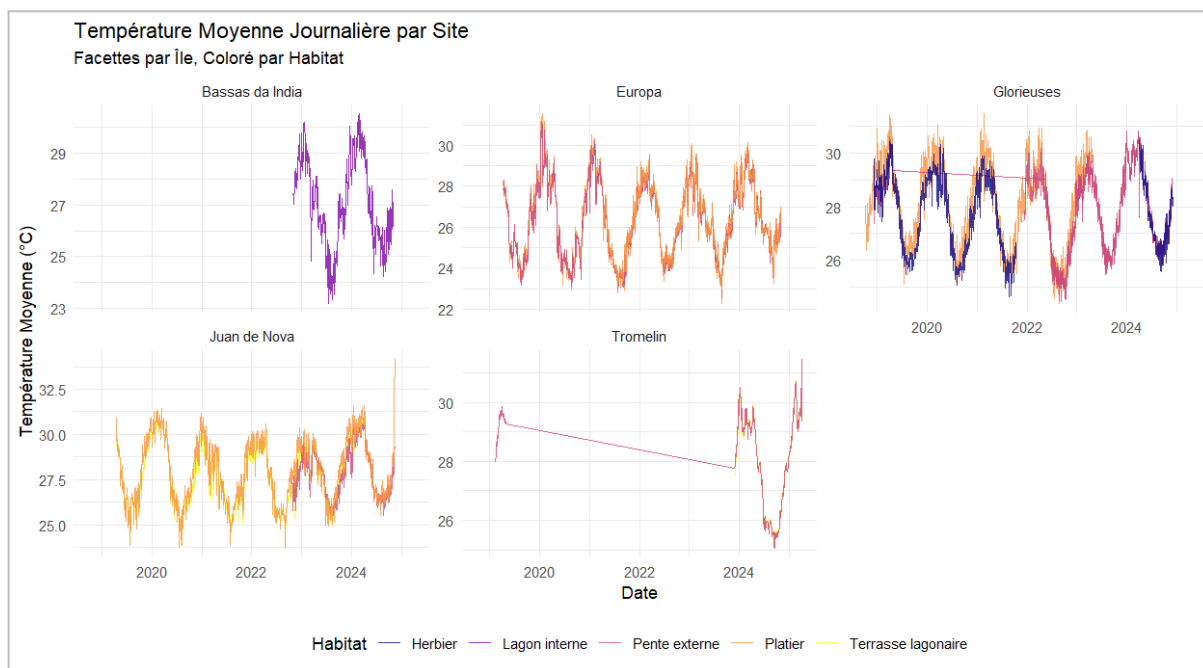 Température Moyenne Journalière par Site
Facettes par Île, Coloré par Habitat
Bassas da India
Europa
Glorieuses
29
27
25
23
30
28
26
24
22
30
28
26
2020
2022
2024
Température Moyenne (°C)
Juan de Nova
Tromelin
32.5
30.0
27.5
25.0
30
28
26
2020
2022
2024
2020
2022
2024
Date
Habitat
Herbier
Lagon interne
Pente externe
Platier
Terrasse lagonaire